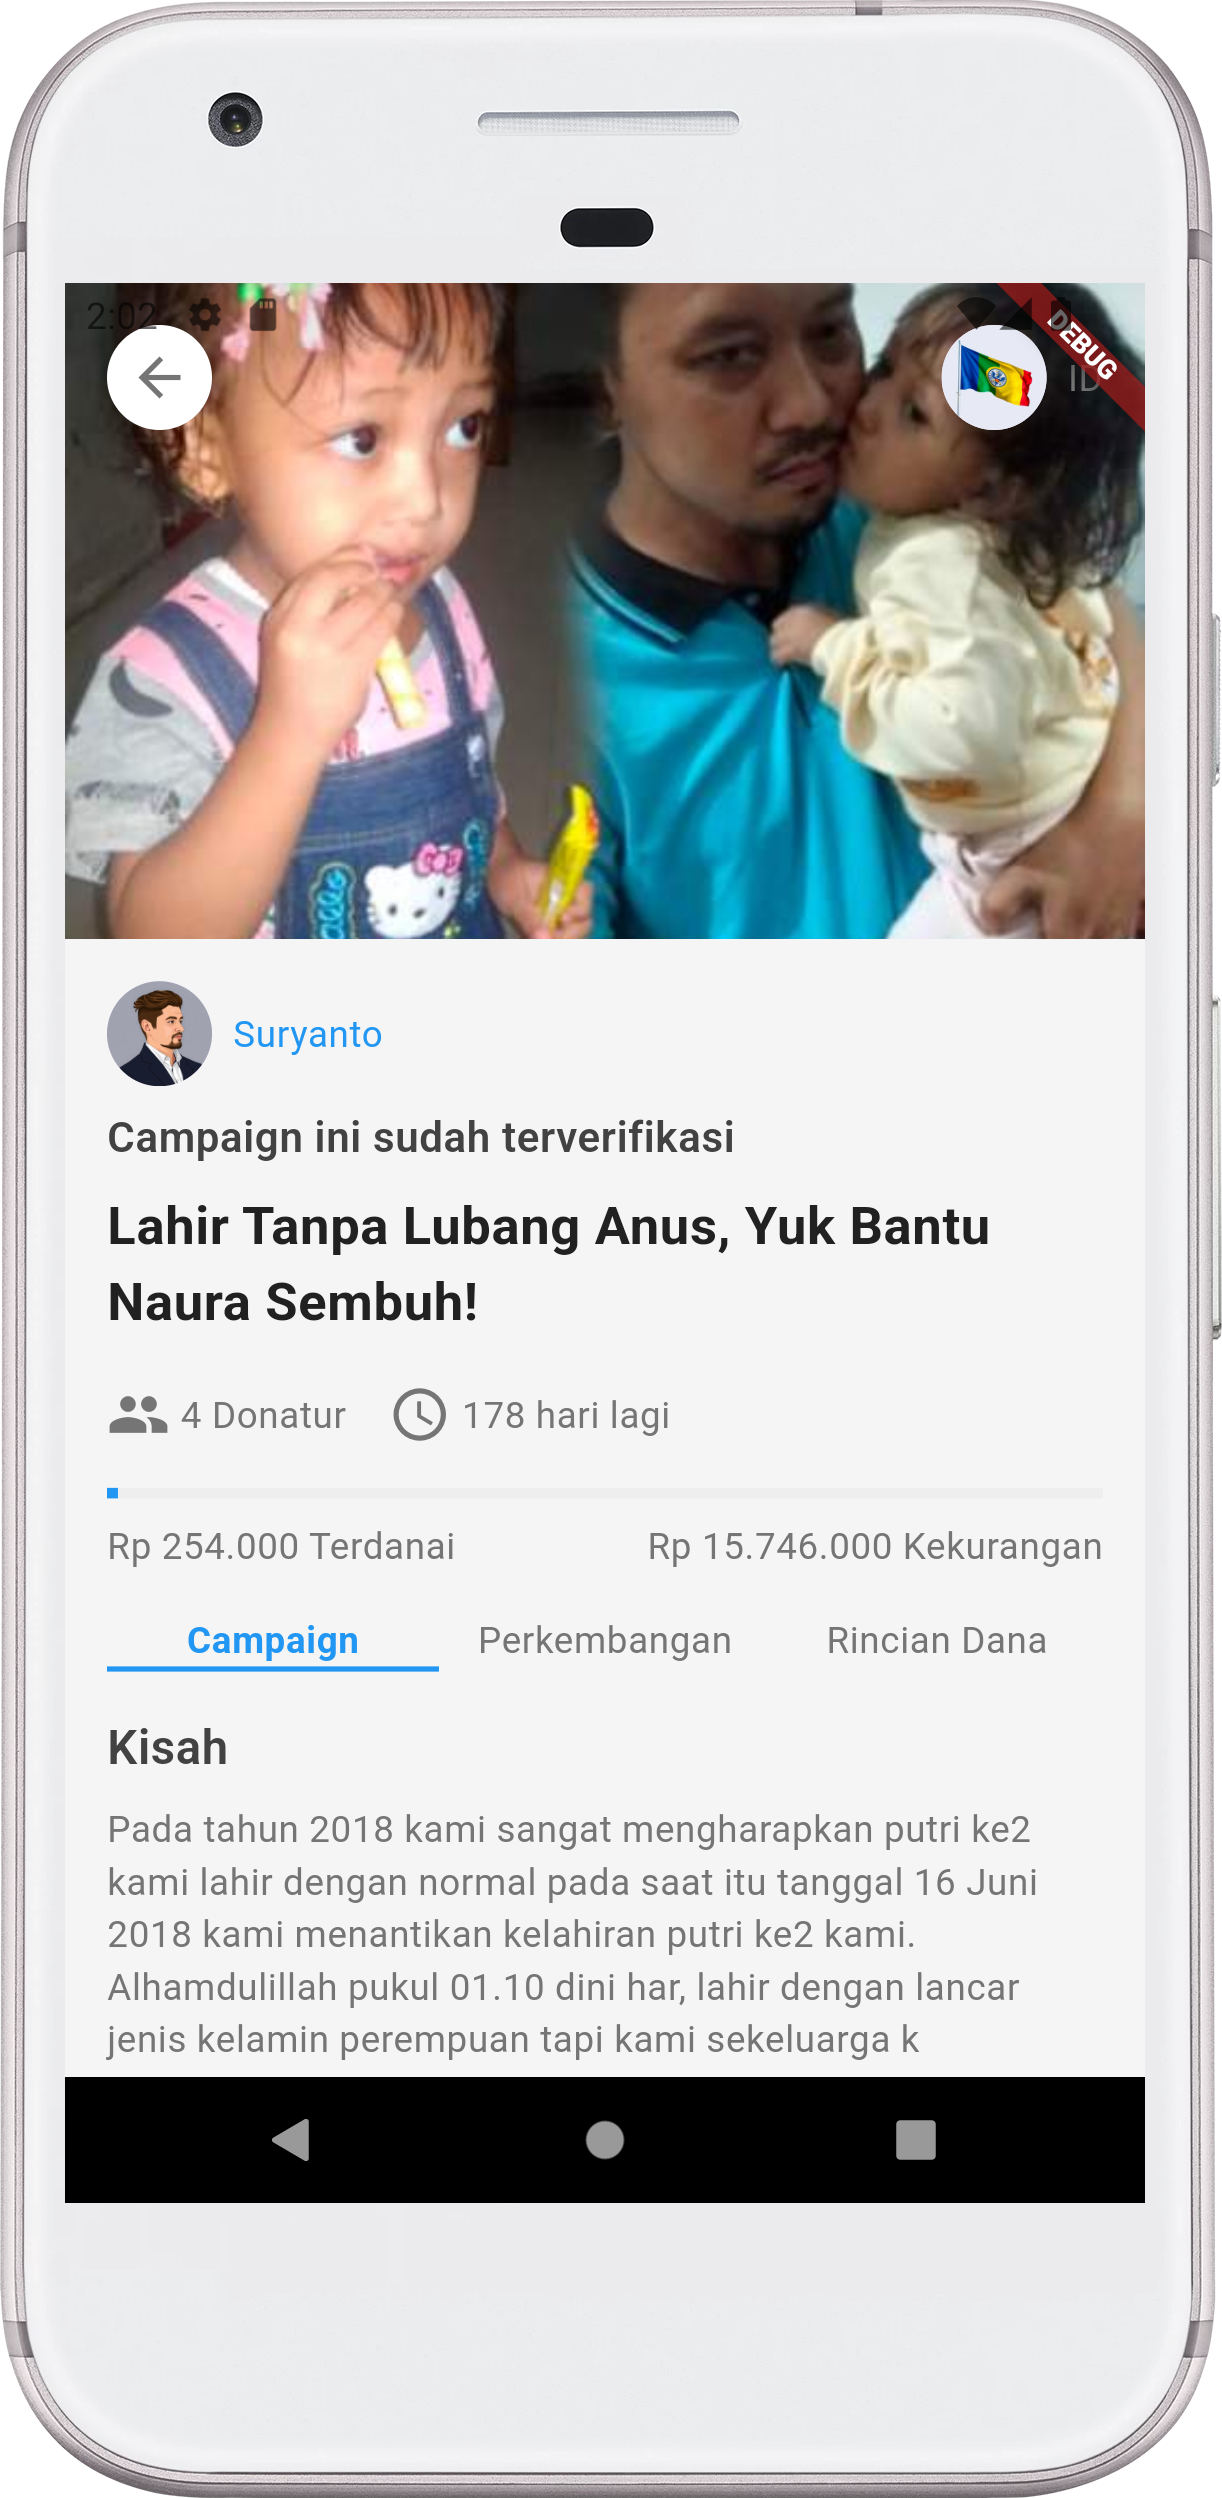 2:02
DEBUG
ID
Suryanto
Campaign ini sudah terverifikasi
Lahir Tanpa Lubang Anus, Yuk Bantu
Naura Sembuh!
4 Donatur 178 hari lagi
Rp 254.000 Terdanai Rp 15.746.000 Kekurangan
Campaign Perkembangan Rincian Dana
Kisah
Pada tahun 2018 kami sangat mengharapkan putri ke2
kami lahir dengan normal pada saat itu tanggal 16 Juni
2018 kami menantikan kelahiran putri ke2 kami.
Alhamdulillah pukul 01.10 dini har, lahir dengan lancar
jenis kelamin perempuan tapi kami sekeluarga k